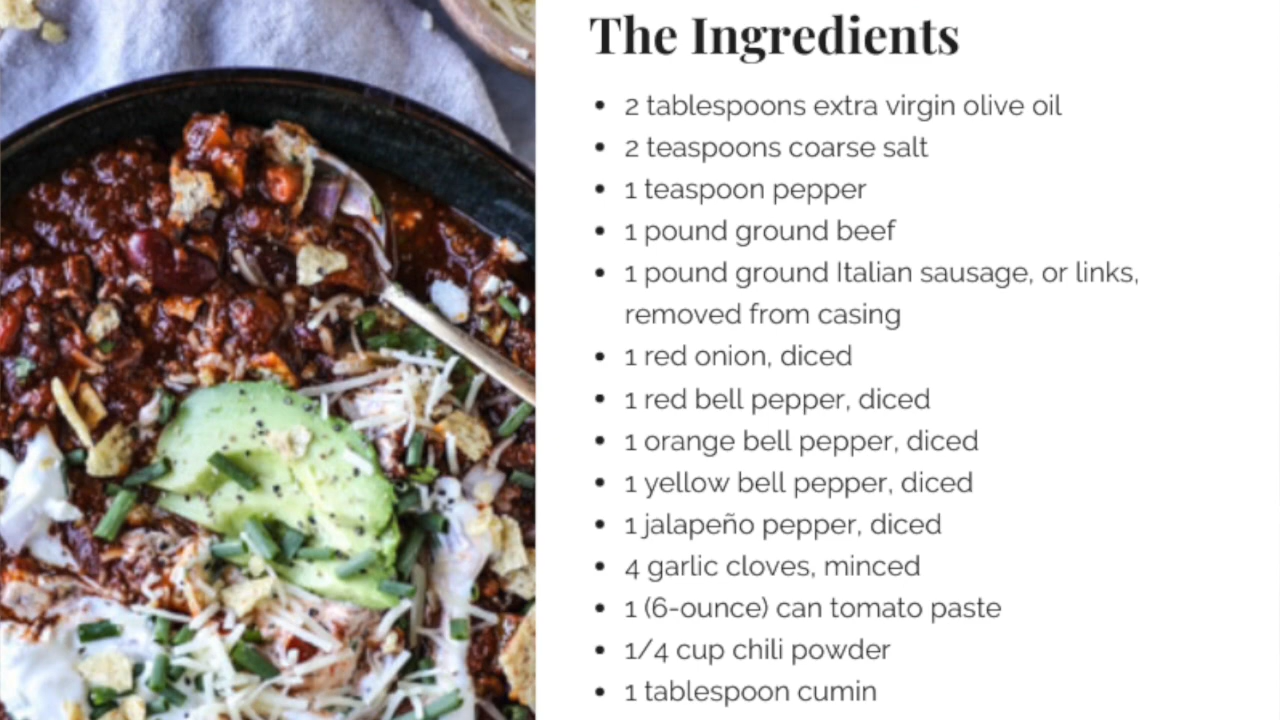 The Ingredients
• 2 tablespoons extra virgin olive oil
• 2 teaspoons coarse salt
• 1 teaspoon pepper
• 1 pound ground beef
• 1 pound ground Italian sausage, or links,
removed from casing
• 1 red onion, diced
• 1 red bell pepper, diced
• 1 orange bell pepper, diced
• 1 yellow bell pepper, diced
• 1 jalapeño pepper, diced
• 4 garlic cloves, minced
• 1 (6-ounce) can tomato paste
• 1/4 cup chili powder
• 1 tablespoon cumin